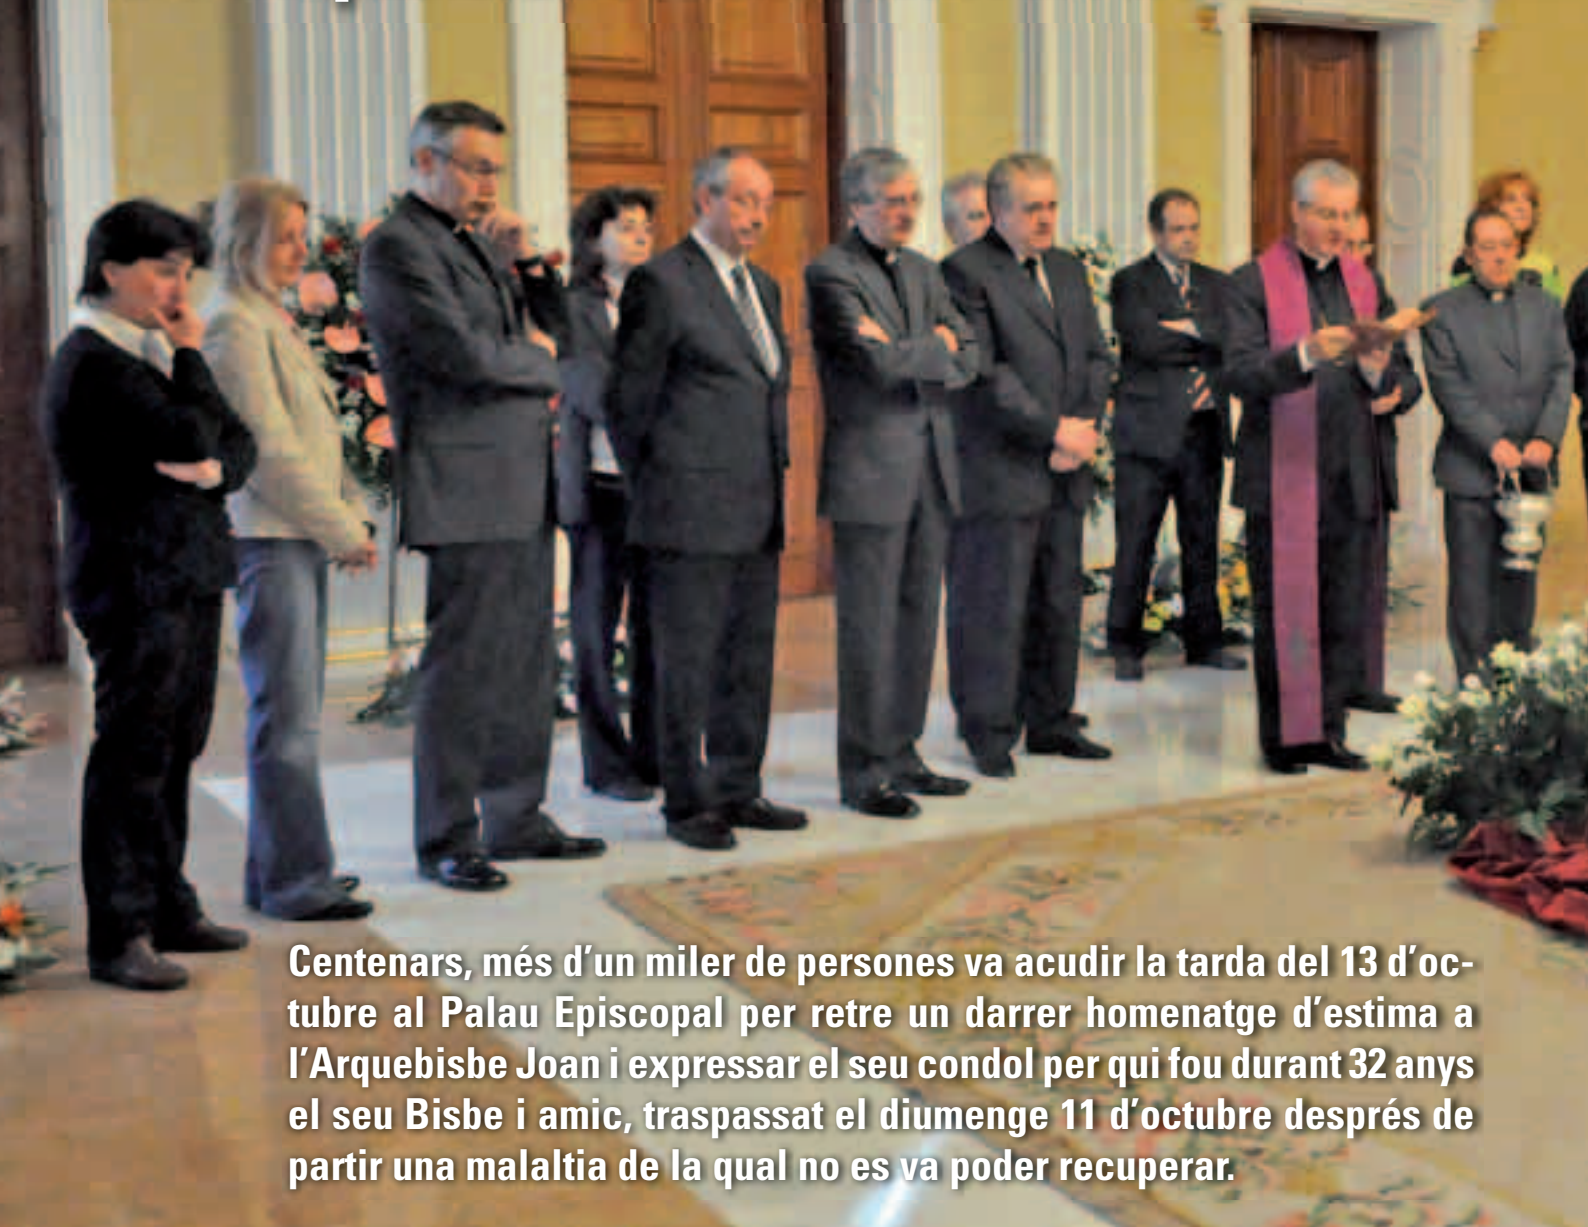 Centenars, més d'un miler de persones va acudir la tarda del 13 d'oc-
tubre al Palau Episcopal per retre un darrer homenatge d'estima a
l'Arquebisbe Joan i expressar el seu condol per qui fou durant 32 anys
el seu Bisbe i amic, traspassat el diumenge 11 d'octubre després de
partir una malaltia de la qual no es va poder recuperar.